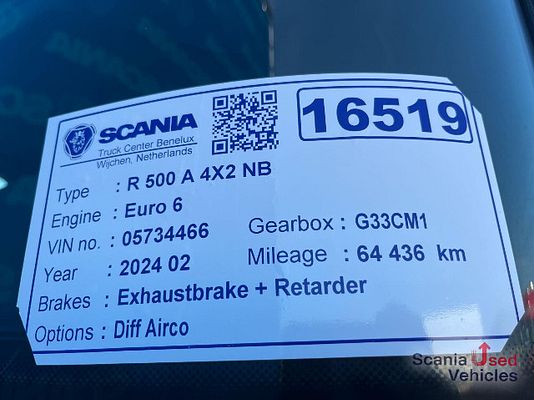 SCANIA
Truck Center Benelux
Wijchen, Netherlands
16519
Type : R 500 A 4X2 NB
Engine : Euro 6
VIN no. : 05734466
Gearbox : G33CM1
Year : 2024 02
Mileage : 64 436 km
Brakes : Exhaustbrake + Retarder
Options : Diff Airco
Scania Used
Vehicles